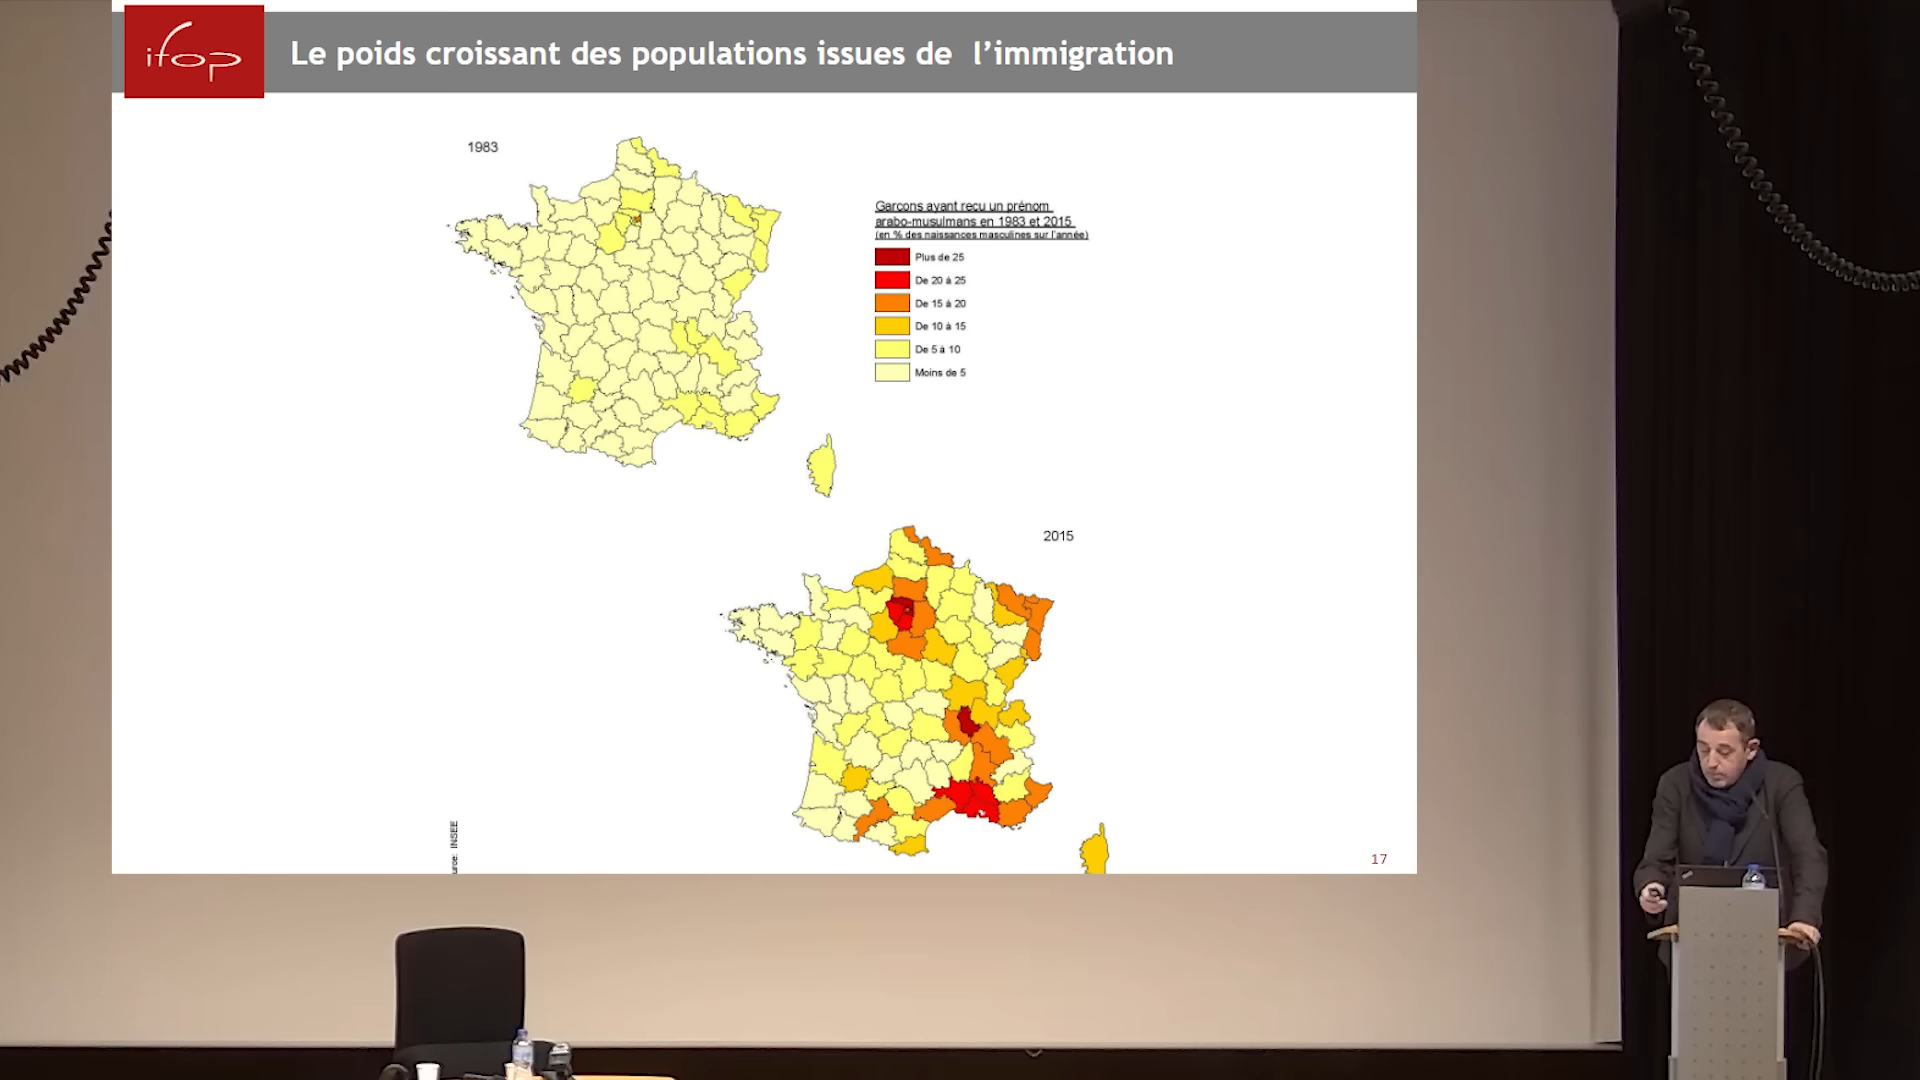 ifop
Le poids croissant des populations issues de l’immigration
1983
Garçons ayant reçu un prénom
arabo-musulmans en 1983 et 2015
(en % des naissances masculines sur l'année)
Plus de 25
De 20 à 25
De 15 à 20
De 10 à 15
De 5 à 10
Moins de 5
2015
urce: INSEE
17